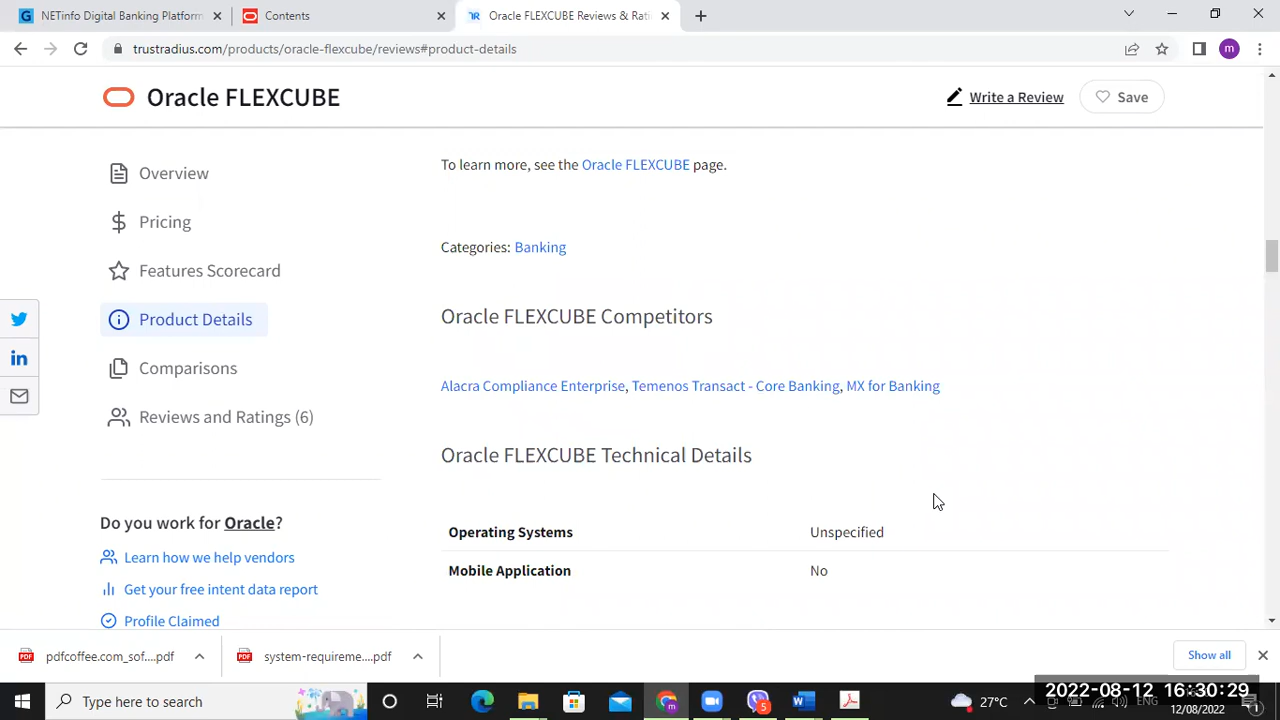 NETinfo Digital Banking Platform
Contents
Oracle FLEXCUBE Reviews & Rati
trustradius.com/products/oracle-flexcube/reviews#product-details
m
Oracle FLEXCUBE
Write a Review
Save
Overview
Pricing
Features Scorecard
Product Details
Comparisons
Reviews and Ratings (6)
Do you work for Oracle?
Learn how we help vendors
Get your free intent data report
Profile Claimed
To learn more, see the Oracle FLEXCUBE page.
Categories: Banking
Oracle FLEXCUBE Competitors
Alacra Compliance Enterprise, Temenos Transact - Core Banking, MX for Banking
Oracle FLEXCUBE Technical Details
Operating Systems Unspecified
Mobile Application No
pdfcoffee.com_sof....pdf
system-requireme....pdf
Show all
Type here to search
5
27°C
ENG
2022-08-12 16:30:29
12/08/2022